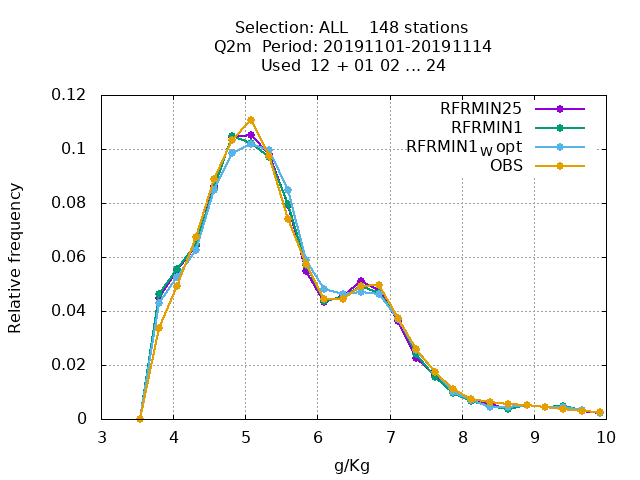 Selection: ALL    148 stations
Q2m  Period: 20191101-20191114
Used  12 + 01 02 ... 24
RFRMIN25
RFRMIN1
RFRMIN1_W opt
OBS
Relative frequency
0.12
0.1
0.08
0.06
0.04
0.02
0
3 4 5 6 7 8 9 10
g/Kg